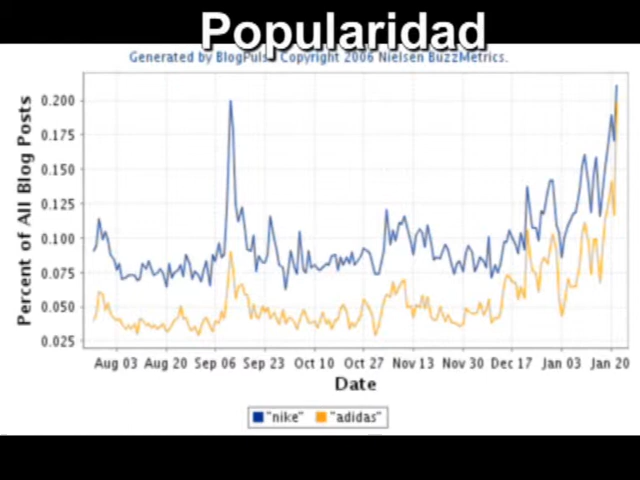 Popularidad
Generated by BlogPulse Copyright 2006 Nielsen BuzzMetrics.
Percent of All Blog Posts
0.200
0.175
0.150
0.125
0.100
0.075
0.050
0.025
Aug 03 Aug 20 Sep 06 Sep 23 Oct 10 Oct 27 Nov 13 Nov 30 Dec 17 Jan 03 Jan 20
Date
"nike" "adidas"